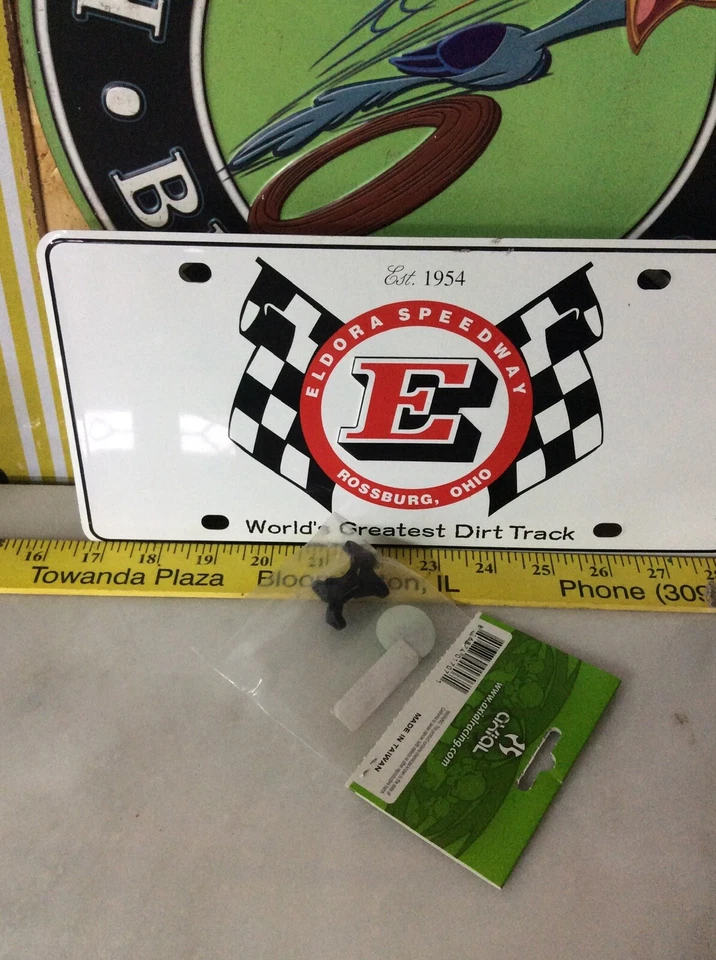 Est. 1954
ELDORA SPEEDWAY
E
ROSSBURG, OHIO
World's Greatest Dirt Track
16 17 18 19 20 21 23 24 25 26 27
Towanda Plaza Bloomington, IL Phone (309
MADE IN TAIWAN
AXIAL
www.axialracing.com